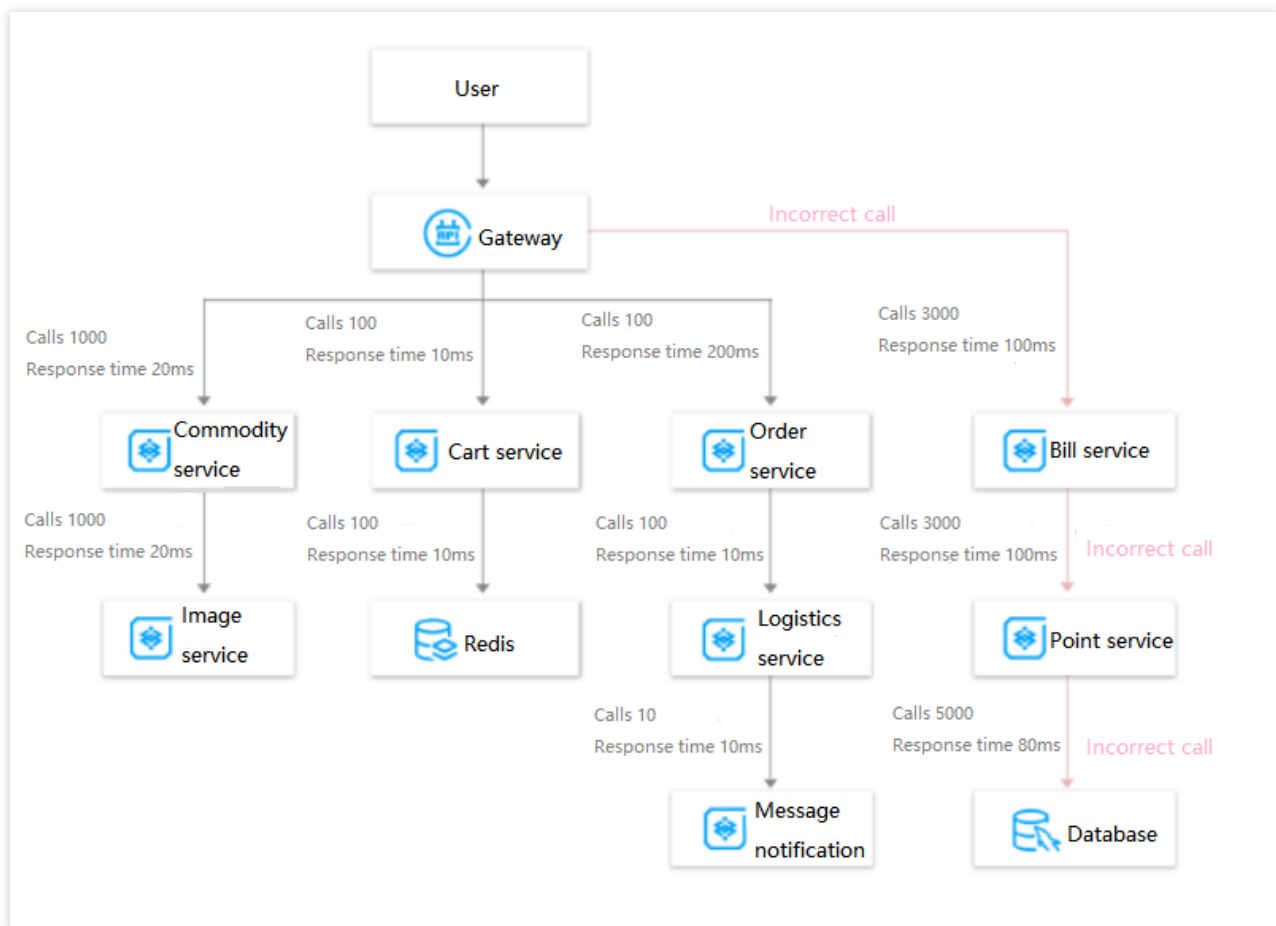 User
Incorrect call
API
Gateway
Calls 1000
Response time 20ms
Calls 100
Response time 10ms
Calls 100
Response time 200ms
Calls 3000
Response time 100ms
Commodity
service
Cart service
Order
service
Bill service
Calls 1000
Response time 20ms
Calls 100
Response time 10ms
Calls 100
Response time 10ms
Calls 3000
Response time 100ms
Incorrect call
Image
service
Redis
Logistics
service
Point service
Calls 10
Response time 10ms
Calls 5000
Response time 80ms
Incorrect call
Message
notification
Database